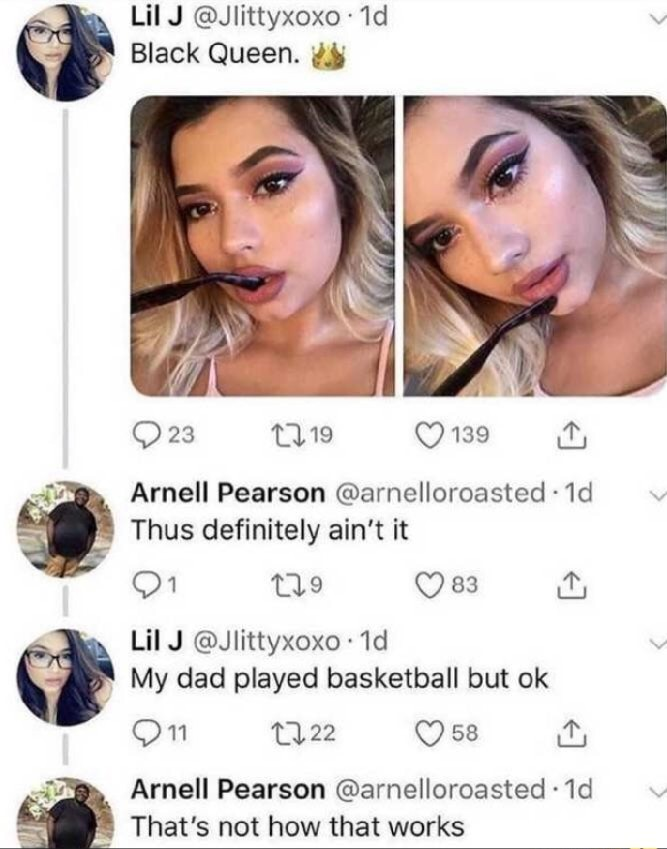 Lil J @Jlittyxoxo · 1d
Black Queen. 👑
23 19 139
Arnell Pearson @arnelloroasted · 1d
Thus definitely ain't it
1 9 83
Lil J @Jlittyxoxo · 1d
My dad played basketball but ok
11 22 58
Arnell Pearson @arnelloroasted · 1d
That's not how that works